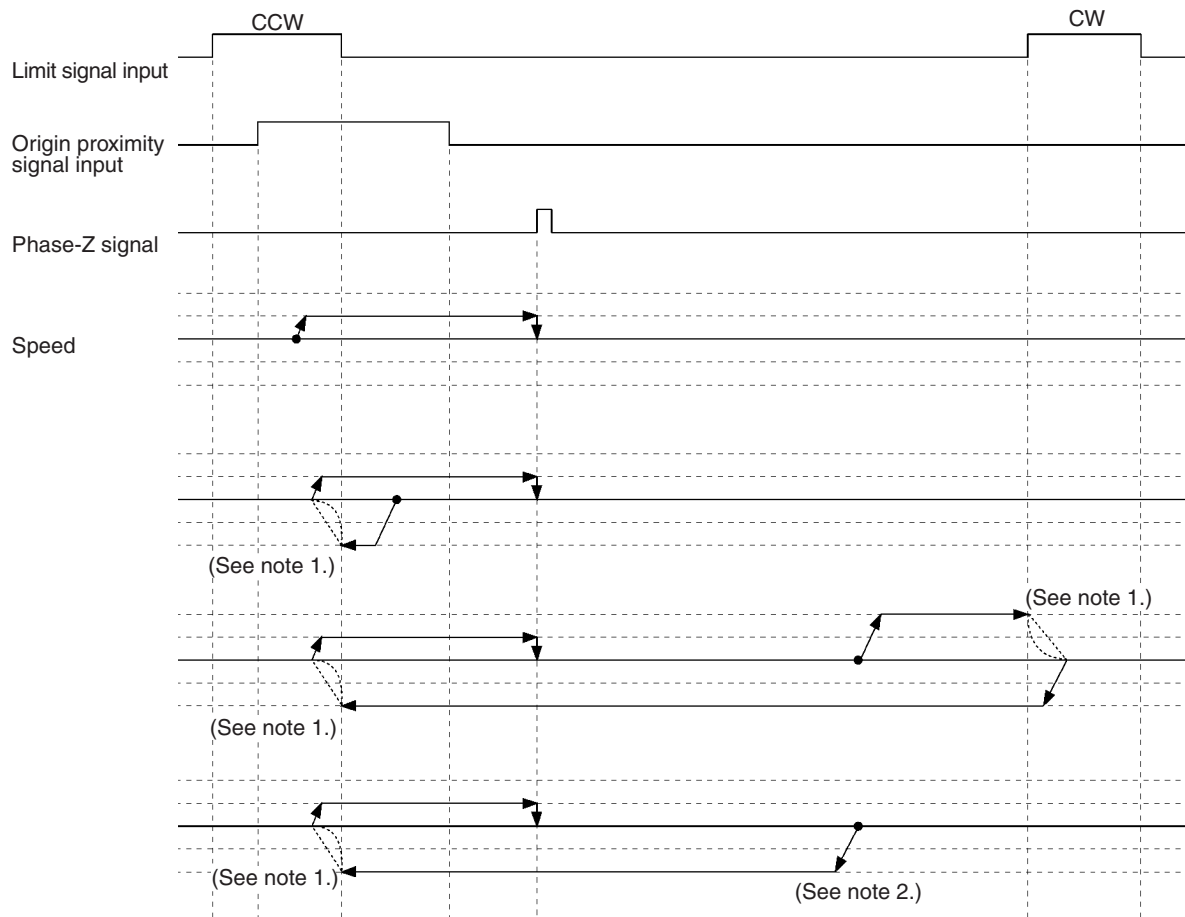 CCW
CW
Limit signal input
Origin proximity
signal input
Phase-Z signal
Speed
(See note 1.)
(See note 1.)
(See note 1.)
(See note 1.)
(See note 2.)